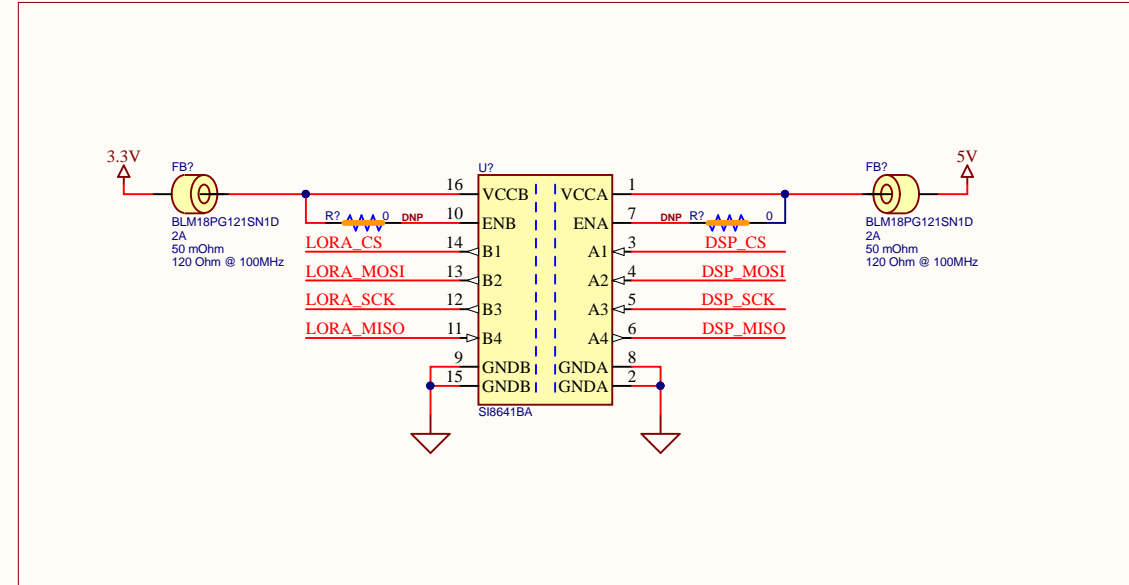 3.3V
FB?
BLM18PG121SN1D
2A
50 mOhm
120 Ohm @ 100MHz
5V
FB?
BLM18PG121SN1D
2A
50 mOhm
120 Ohm @ 100MHz
U?
16 VCCB VCCA 1
R? 0 DNP 10 ENB ENA 7 DNP R? 0
LORA_CS 14 B1 A1 3 DSP_CS
LORA_MOSI 13 B2 A2 4 DSP_MOSI
LORA_SCK 12 B3 A3 5 DSP_SCK
LORA_MISO 11 B4 A4 6 DSP_MISO
9 GNDB GNDA 8
15 GNDB GNDA 2
SI8641BA